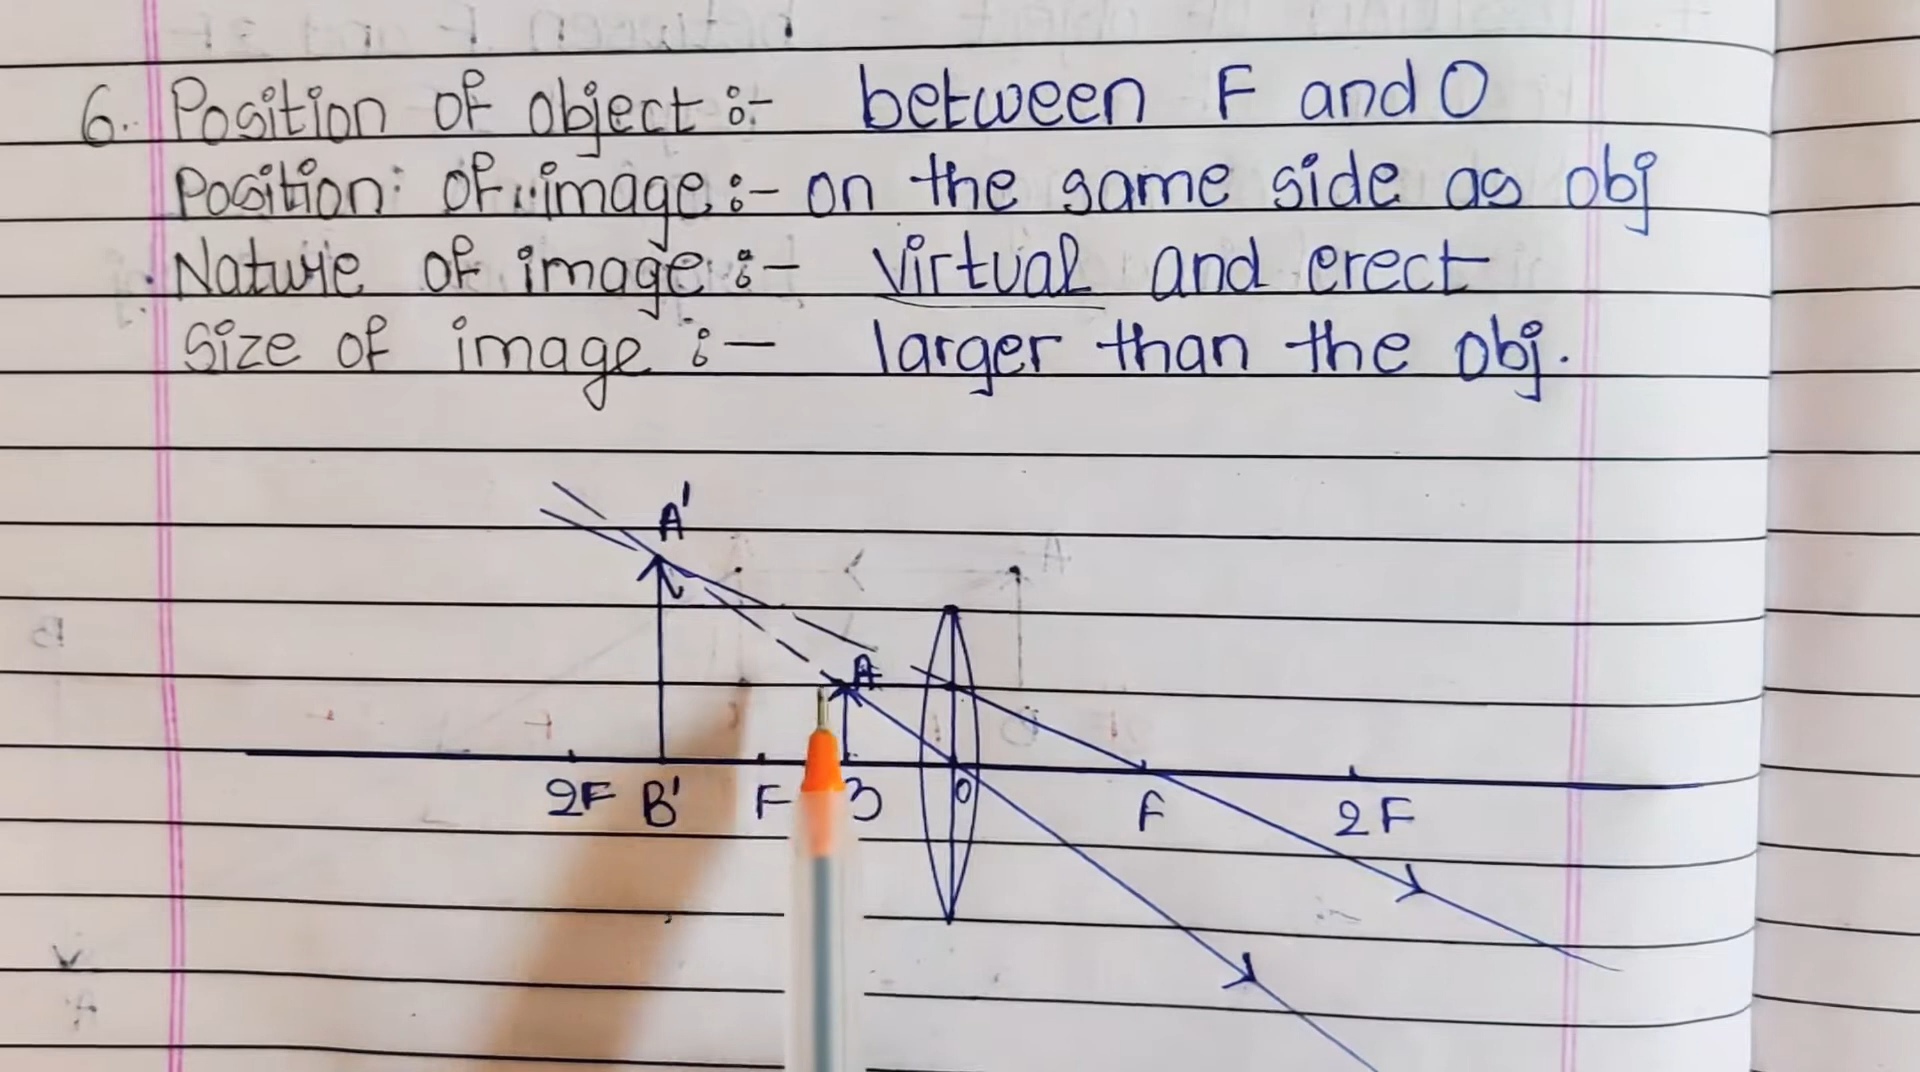 6. Position of object :- between F and O
Position of image :- on the same side as obj
Nature of image :- virtual and erect
Size of image :- larger than the obj.
A'
A
2F B' F B O F 2F